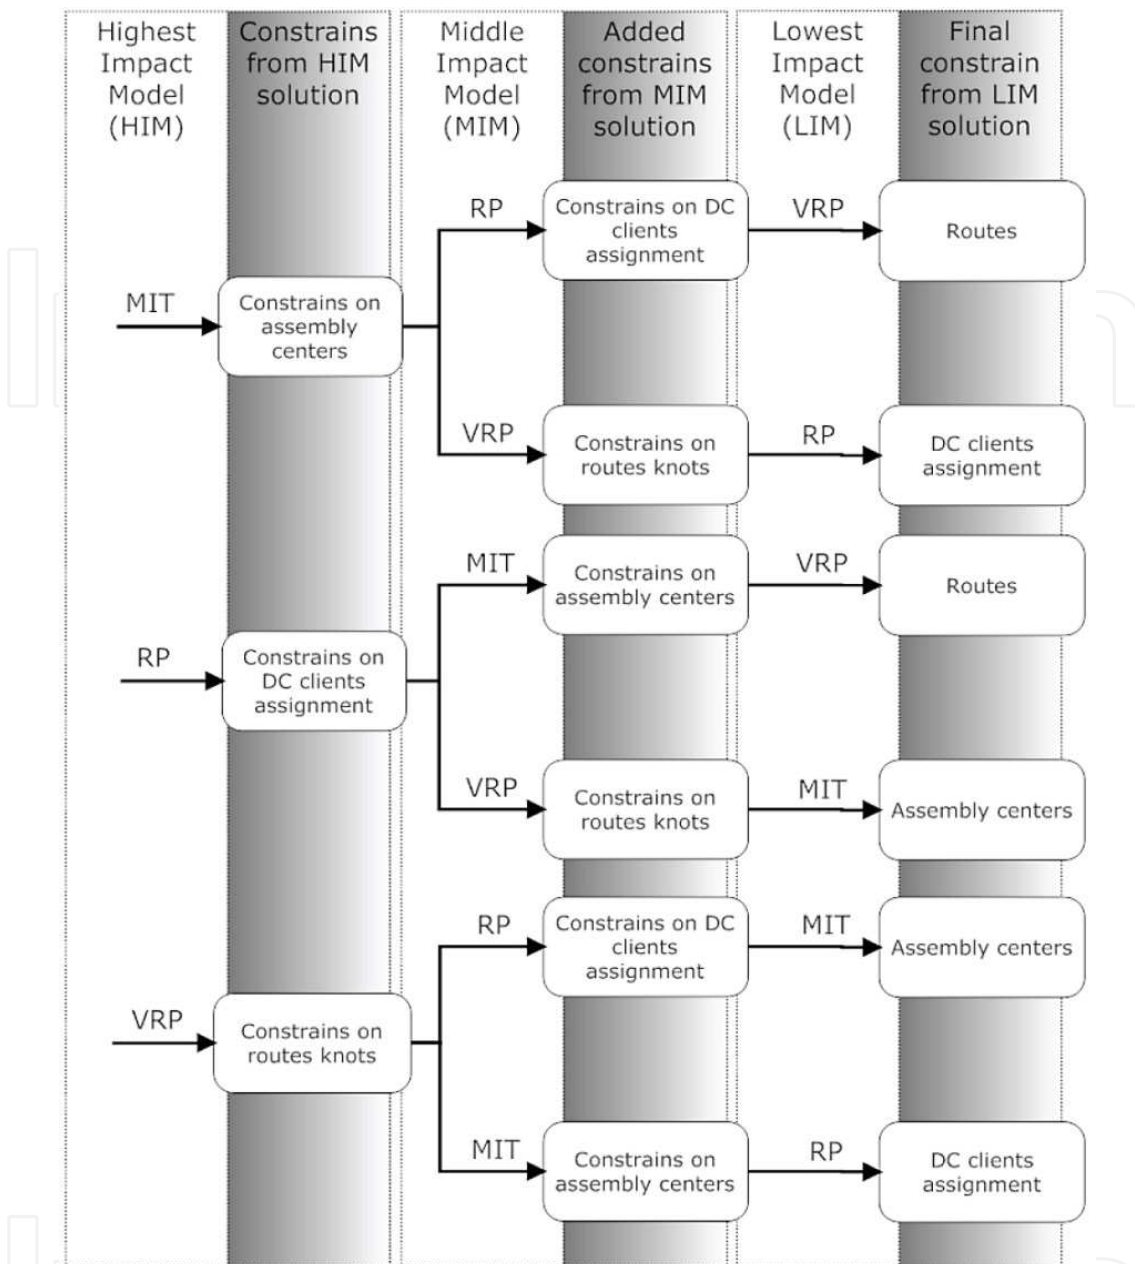 Highest
Impact
Model
(HIM)
Constrains
from HIM
solution
Middle
Impact
Model
(MIM)
Added
constrains
from MIM
solution
Lowest
Impact
Model
(LIM)
Final
constrain
from LIM
solution
MIT
Constrains on
assembly
centers
RP
Constrains on DC
clients
assignment
VRP
Routes
VRP
Constrains on
routes knots
RP
DC clients
assignment
RP
Constrains on
DC clients
assignment
MIT
Constrains on
assembly centers
VRP
Routes
VRP
Constrains on
routes knots
MIT
Assembly centers
VRP
Constrains on
routes knots
RP
Constrains on DC
clients
assignment
MIT
Assembly centers
MIT
Constrains on
assembly centers
RP
DC clients
assignment